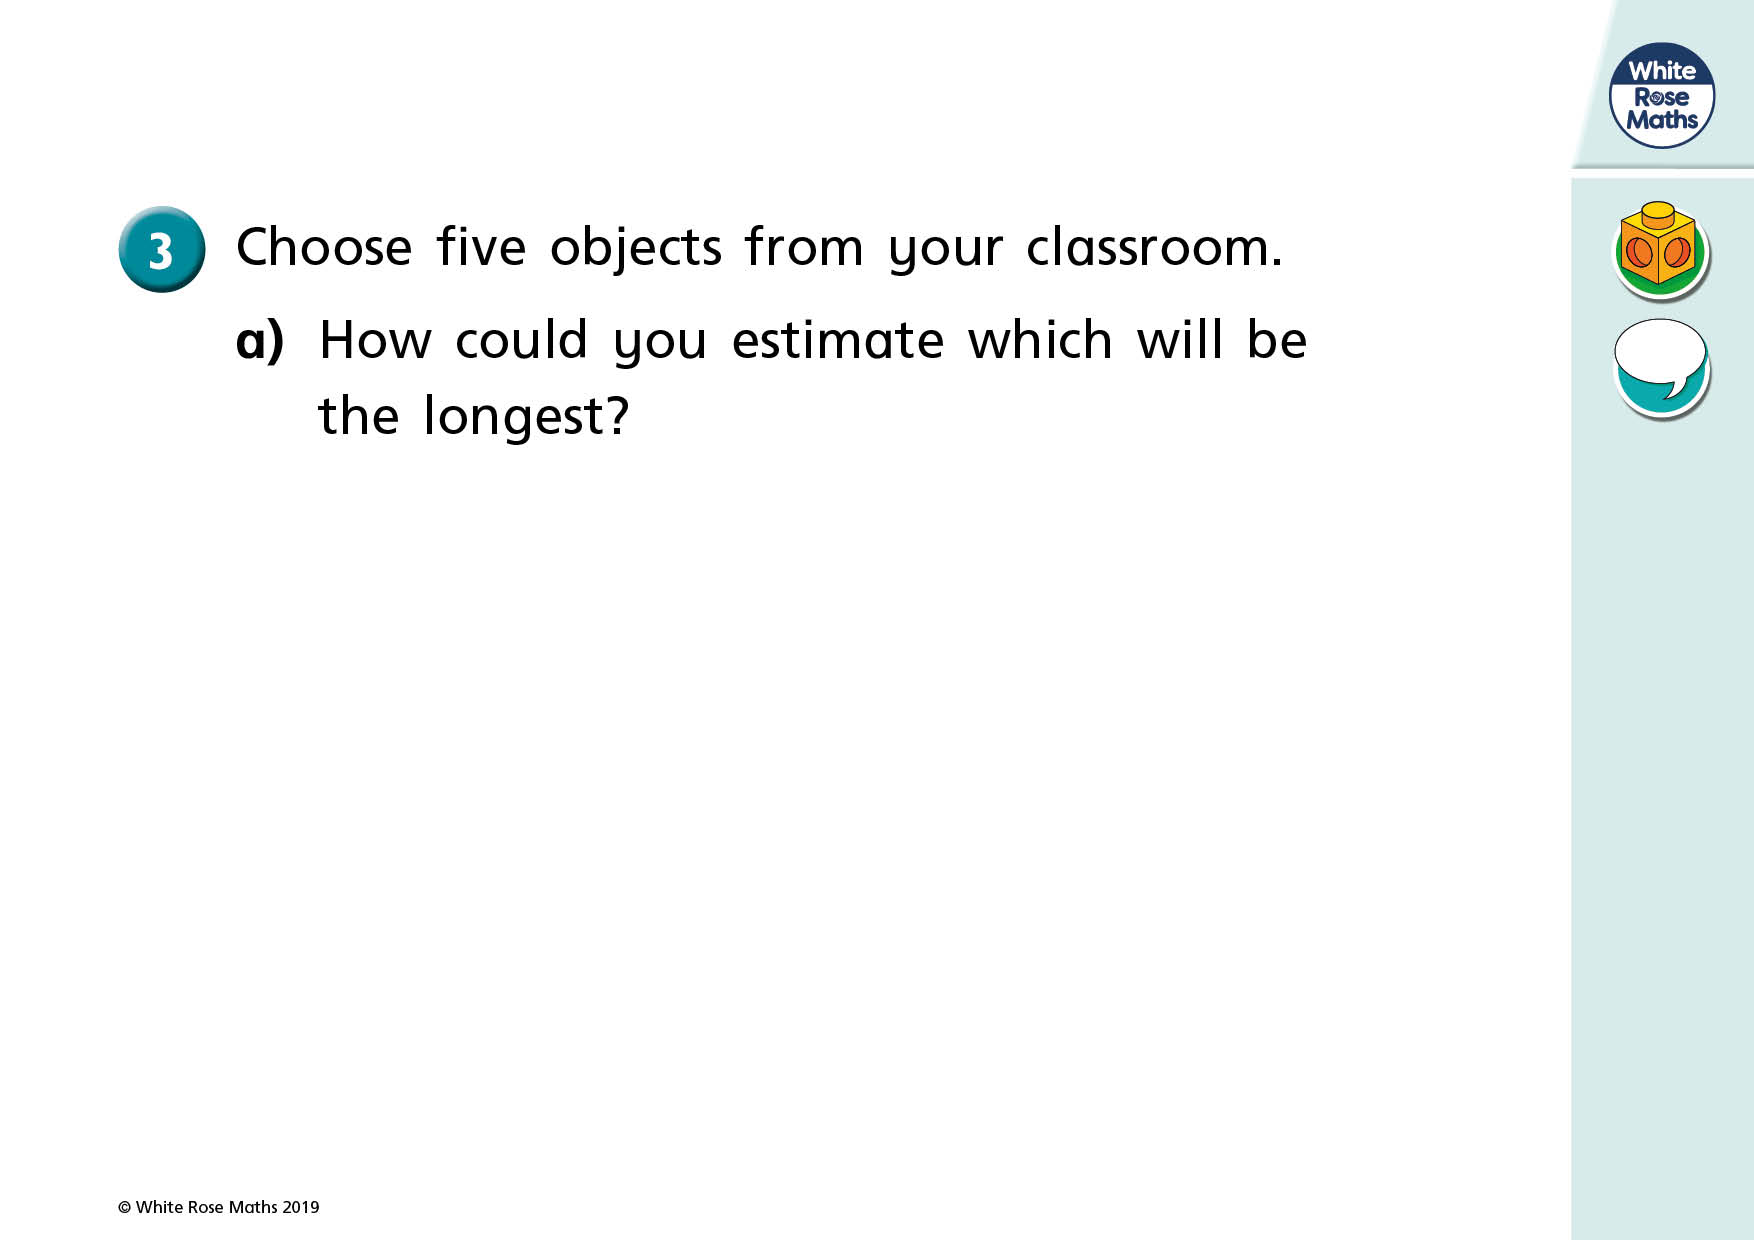 White
Rose
Maths
3 Choose five objects from your classroom.
a) How could you estimate which will be
the longest?
© White Rose Maths 2019